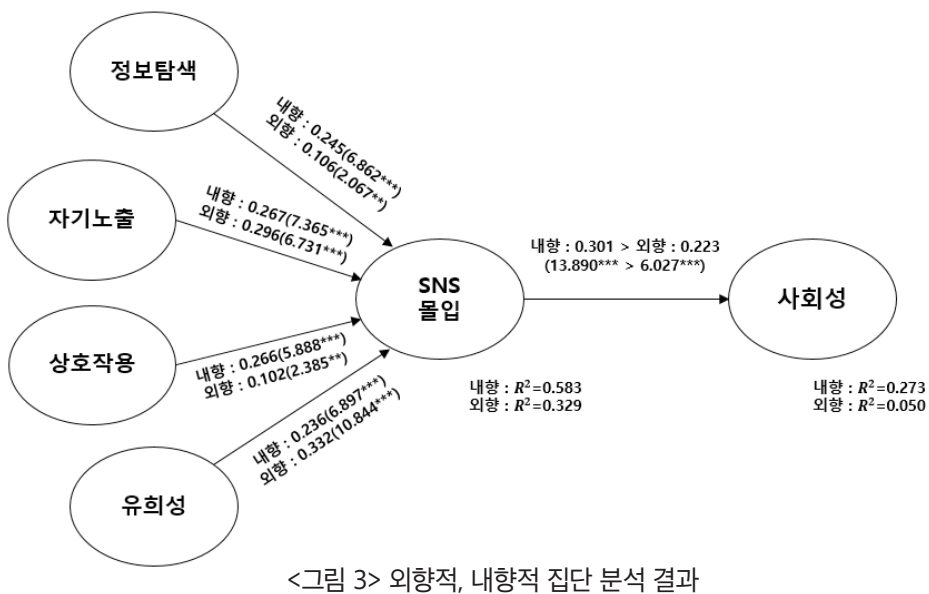 정보탐색
내향 : 0.245(6.862***)
외향 : 0.106(2.067**)
자기노출
내향 : 0.267(7.365***)
외향 : 0.296(6.731***)
상호작용
내향 : 0.266(5.888***)
외향 : 0.102(2.385**)
유희성
내향 : 0.236(6.897***)
외향 : 0.332(10.844***)
SNS
몰입
내향 : R²=0.583
외향 : R²=0.329
내향 : 0.301 > 외향 : 0.223
(13.890*** > 6.027***)
사회성
내향 : R²=0.273
외향 : R²=0.050
<그림 3> 외향적, 내향적 집단 분석 결과